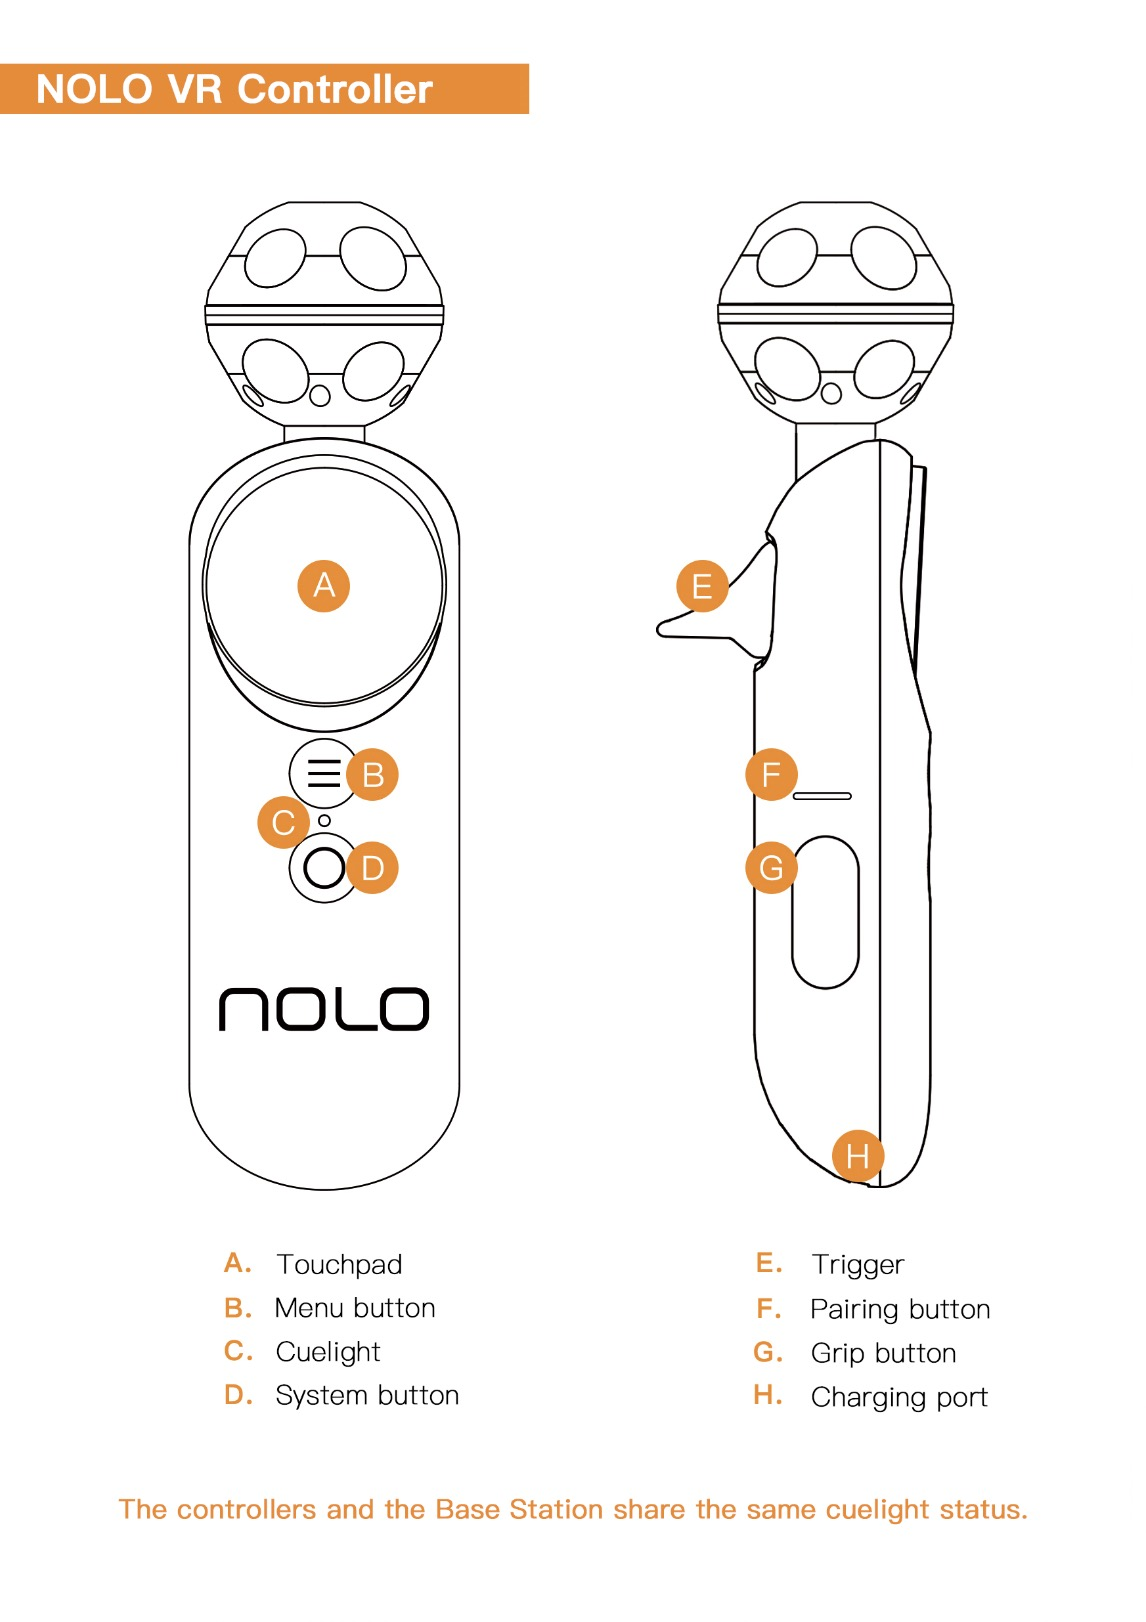 NOLO VR Controller
A
B
C
D
noLo
E
F
G
H
A. Touchpad
B. Menu button
C. Cuelight
D. System button
E. Trigger
F. Pairing button
G. Grip button
H. Charging port
The controllers and the Base Station share the same cuelight status.